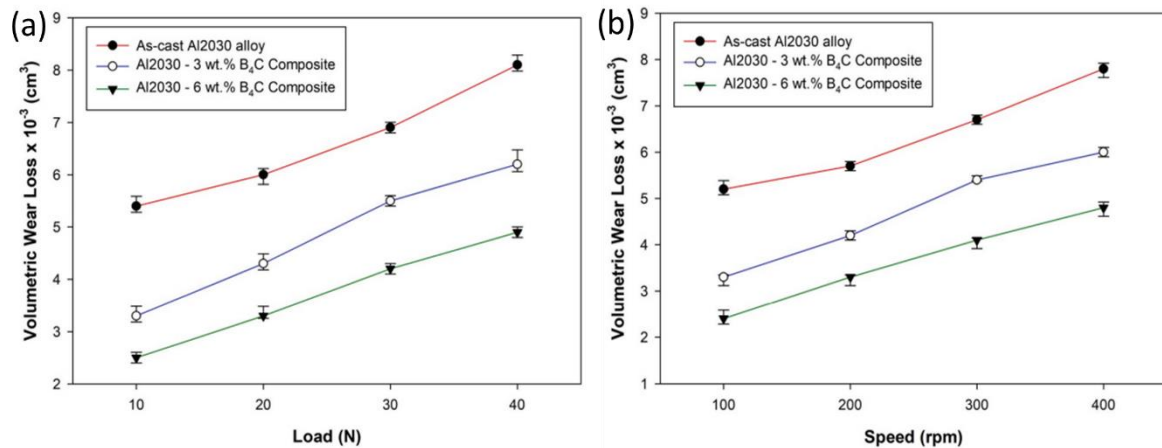 (a)
9
8
7
6
5
4
3
2
Volumetric Wear Loss x 10⁻³ (cm³)
As-cast Al2030 alloy
Al2030 - 3 wt.% B₄C Composite
Al2030 - 6 wt.% B₄C Composite
10 20 30 40
Load (N)
(b)
9
8
7
6
5
4
3
2
1
Volumetric Wear Loss x 10⁻³ (cm³)
As-cast Al2030 alloy
Al2030 - 3 wt.% B₄C Composite
Al2030 - 6 wt.% B₄C Composite
100 200 300 400
Speed (rpm)